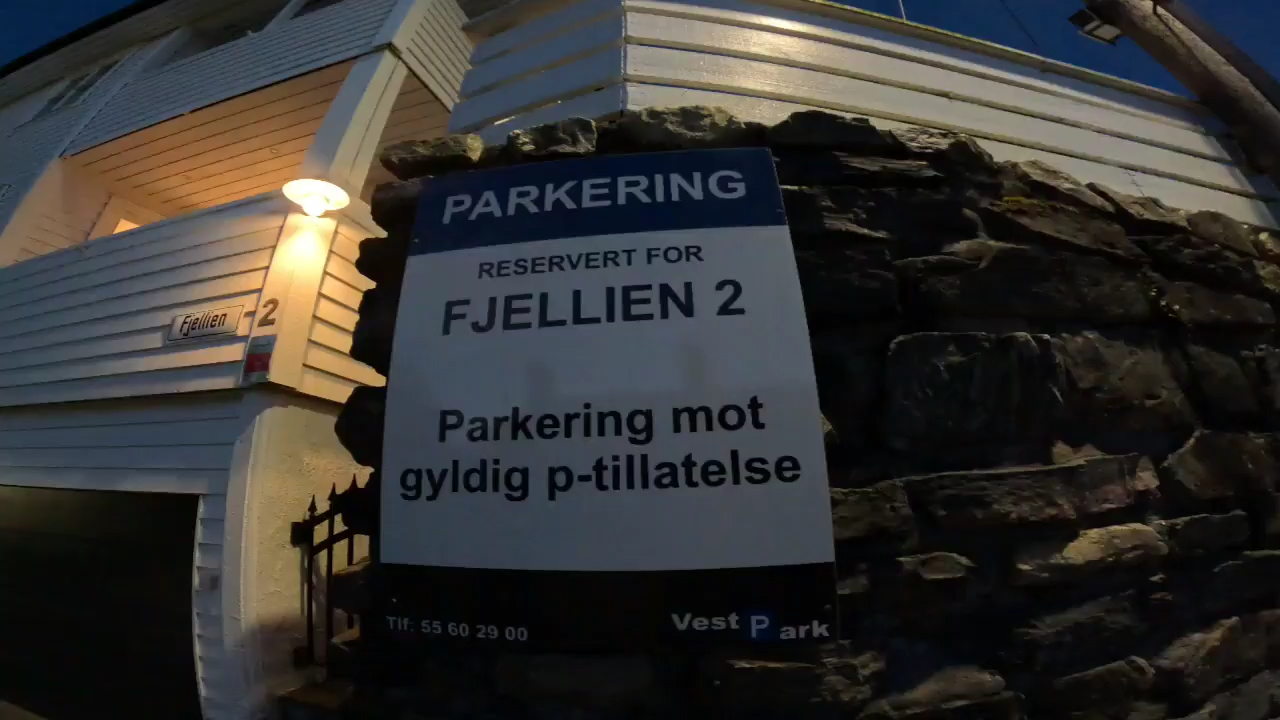 PARKERING
RESERVERT FOR
FJELLIEN 2
Parkering mot
gyldig p-tillatelse
Tlf: 55 60 29 00
Vest Park
Fjellien
2